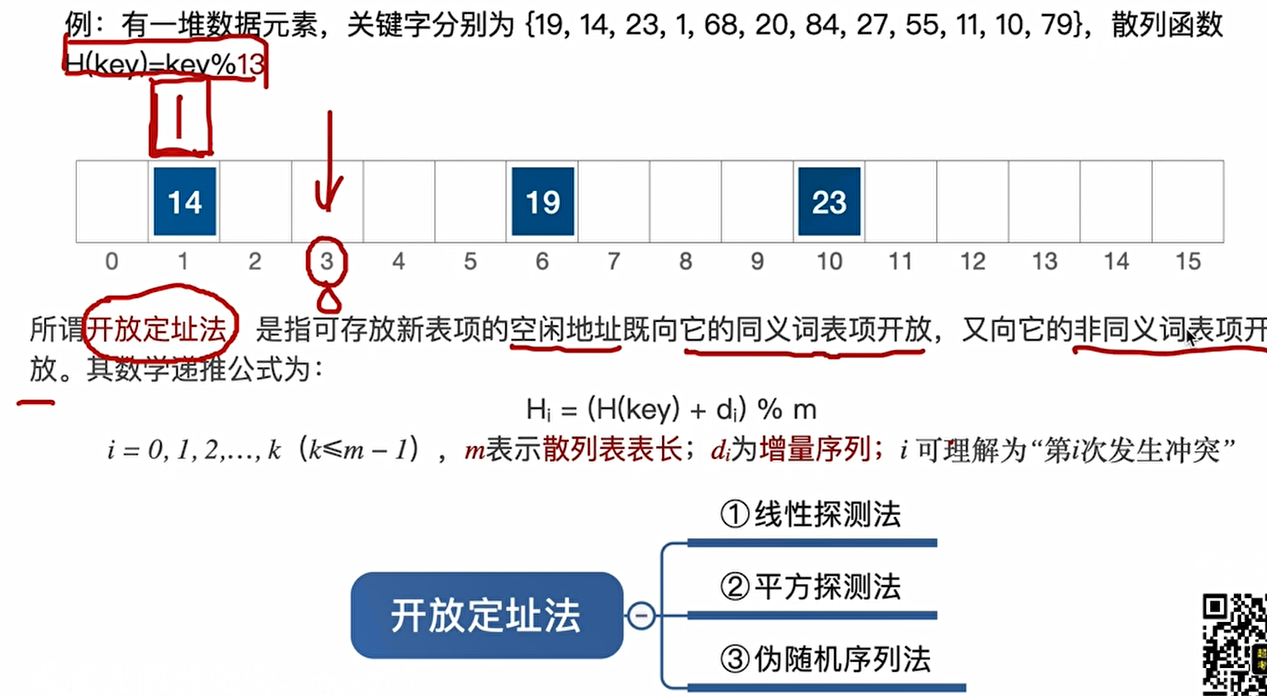 例：有一堆数据元素，关键字分别为 {19, 14, 23, 1, 68, 20, 84, 27, 55, 11, 10, 79}，散列函数
H(key)=key%13
1
14 19 23
0 1 2 3 4 5 6 7 8 9 10 11 12 13 14 15
所谓开放定址法，是指可存放新表项的空闲地址既向它的同义词表项开放，又向它的非同义词表项开
放。其数学递推公式为：
Hᵢ = (H(key) + dᵢ) % m
i = 0, 1, 2,…, k（k≤m – 1），m表示散列表表长；dᵢ为增量序列；i 可理解为“第i次发生冲突”
①线性探测法
②平方探测法
开放定址法
③伪随机序列法